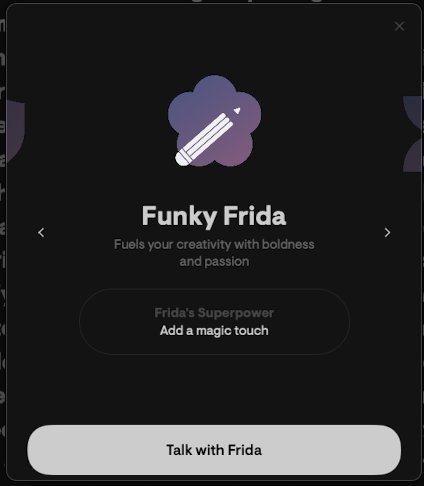 Funky Frida
Fuels your creativity with boldness
and passion
Frida's Superpower
Add a magic touch
Talk with Frida